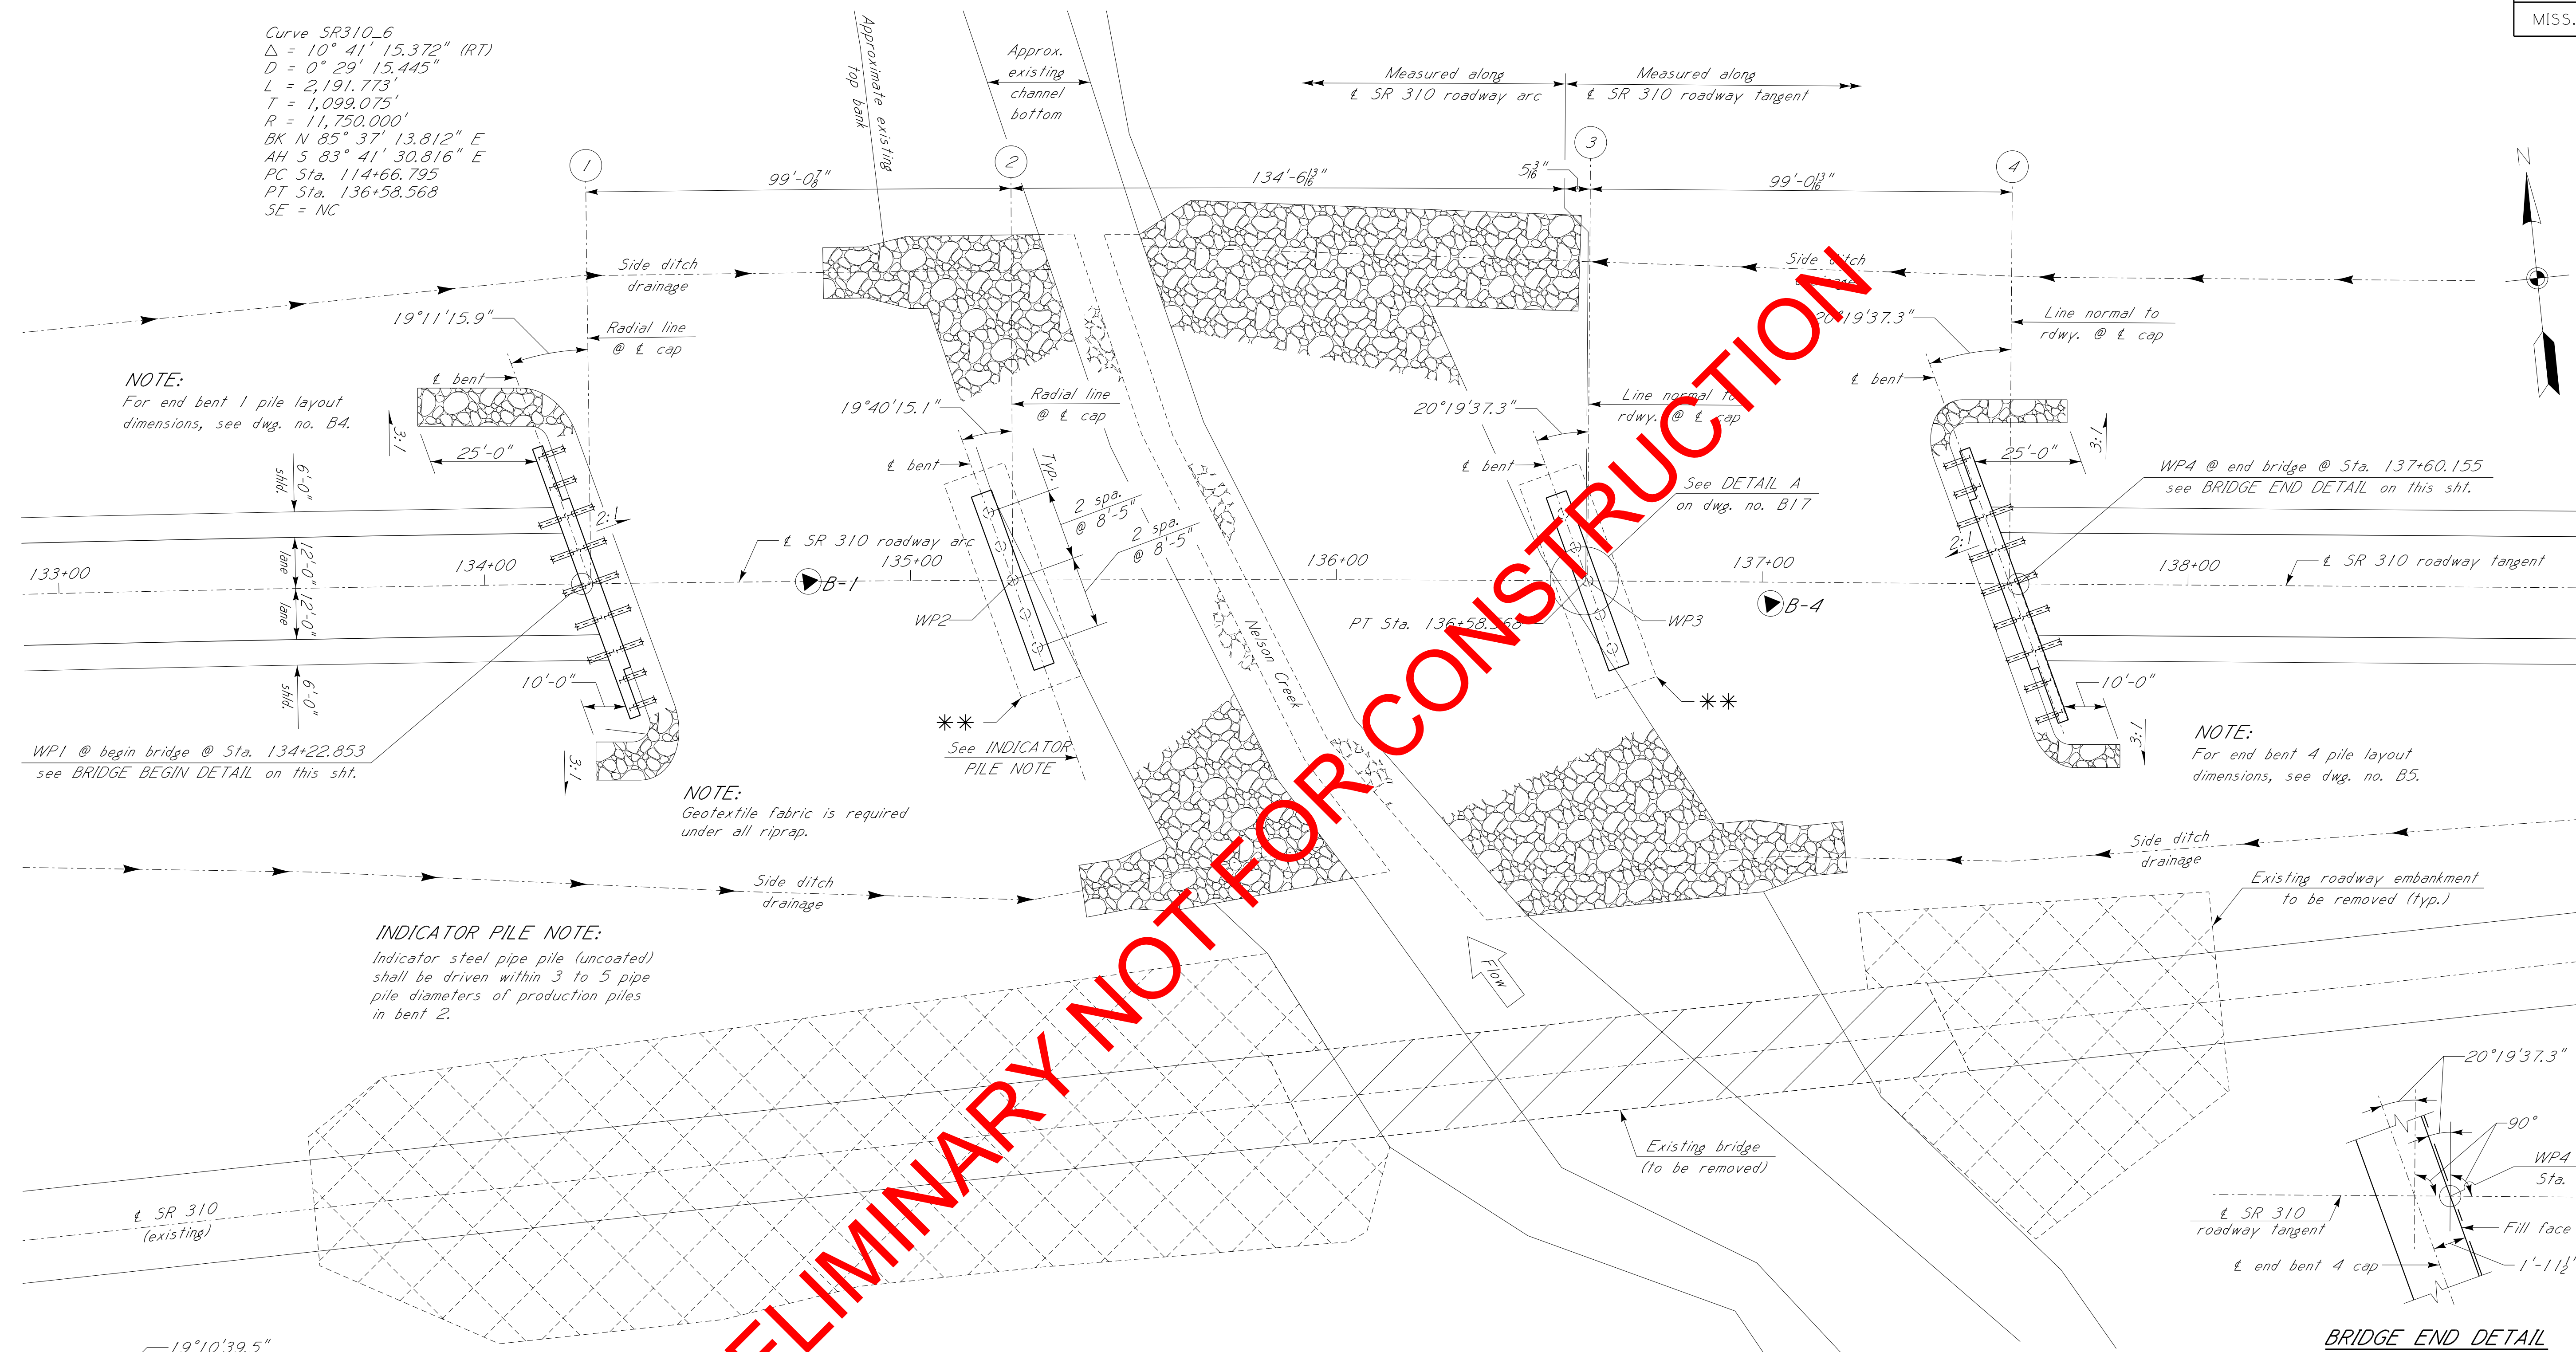 MISS.
Curve SR310_6
Δ = 10° 41' 15.372" (RT)
D = 0° 29' 15.445"
L = 2,191.773'
T = 1,099.075'
R = 11,750.000'
BK N 85° 37' 13.812" E
AH S 83° 41' 30.816" E
PC Sta. 114+66.795
PT Sta. 136+58.568
SE = NC
Approximate existing
top bank
Approx.
existing
channel
bottom
Measured along
℄ SR 310 roadway arc
Measured along
℄ SR 310 roadway tangent
1
2
3
4
99'-0 7/8"
134'-6 13/16"
5 3/16"
99'-0 13/16"
N
Side ditch
drainage
Side ditch
19°11'15.9"
Radial line
@ ℄ cap
℄ bent
20°19'37.3"
Line normal to
rdwy. @ ℄ cap
℄ bent
NOTE:
For end bent 1 pile layout
dimensions, see dwg. no. B4.
3:1
25'-0"
19°40'15.1"
Radial line
@ ℄ cap
℄ bent
20°19'37.3"
Line normal to
rdwy. @ ℄ cap
℄ bent
25'-0"
3:1
6'-0"
shld.
12'-0"
lane
12'-0"
lane
6'-0"
shld.
2:1
Typ.
2 spa.
@ 8'-5"
2 spa.
@ 8'-5"
See DETAIL A
on dwg. no. B17
WP4 @ end bridge @ Sta. 137+60.155
see BRIDGE END DETAIL on this sht.
2:1
℄ SR 310 roadway arc
133+00
134+00
135+00
136+00
137+00
138+00
℄ SR 310 roadway tangent
B-1
B-4
WP2
PT Sta. 136+58.568
WP3
Nelson
Creek
10'-0"
10'-0"
**
**
WP1 @ begin bridge @ Sta. 134+22.853
see BRIDGE BEGIN DETAIL on this sht.
3:1
See INDICATOR
PILE NOTE
3:1
NOTE:
For end bent 4 pile layout
dimensions, see dwg. no. B5.
NOTE:
Geotextile fabric is required
under all riprap.
Side ditch
drainage
Side ditch
drainage
Existing roadway embankment
to be removed (typ.)
INDICATOR PILE NOTE:
Indicator steel pipe pile (uncoated)
shall be driven within 3 to 5 pipe
pile diameters of production piles
in bent 2.
Flow
Existing bridge
(to be removed)
℄ SR 310
(existing)
20°19'37.3"
90°
WP4
Sta.
℄ SR 310
roadway tangent
Fill face
℄ end bent 4 cap
1'-11 1/2"
BRIDGE END DETAIL
19°10'39.5"
ELIMINARY NOT FOR CONSTRUCTION